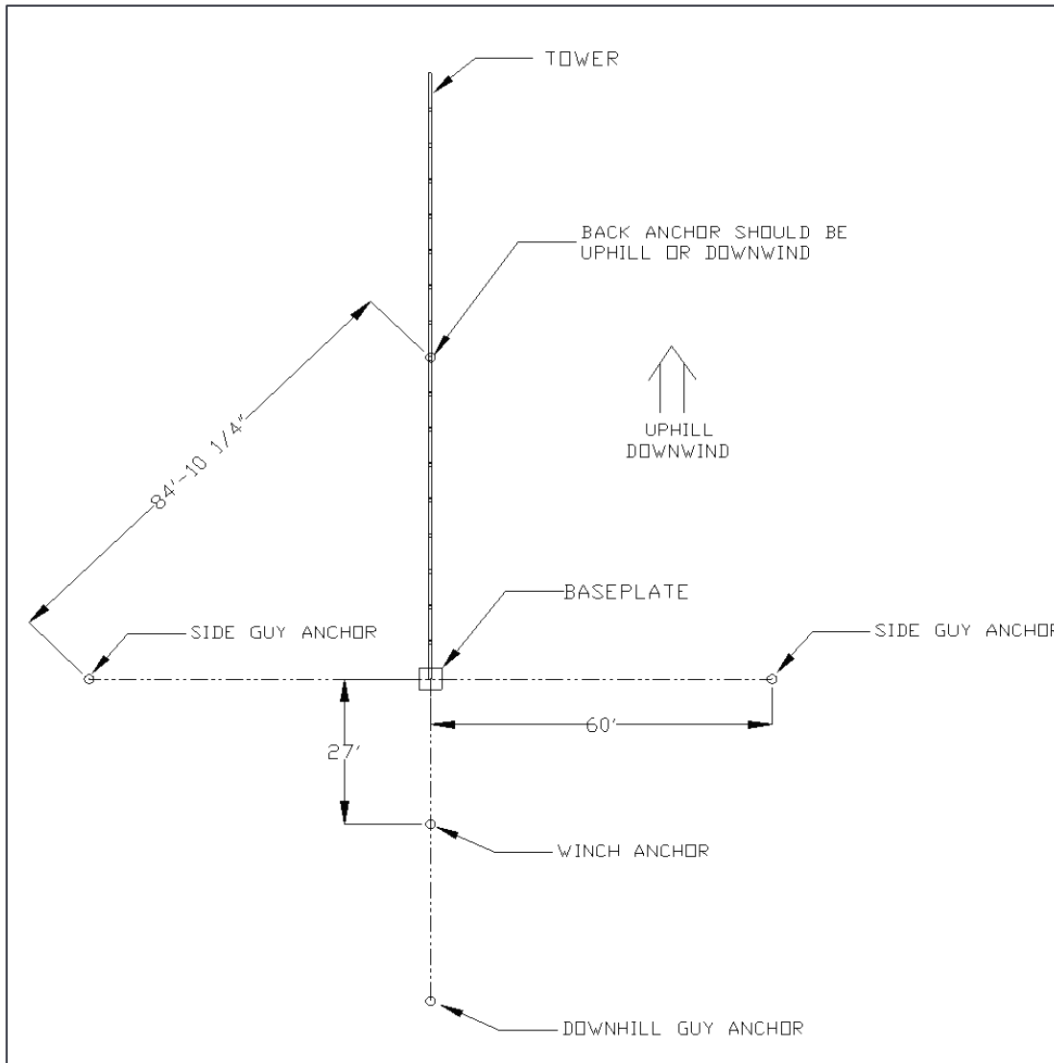 TOWER
BACK ANCHOR SHOULD BE
UPHILL OR DOWNWIND
84'-10 1/4"
UPHILL
DOWNWIND
BASEPLATE
SIDE GUY ANCHOR
SIDE GUY ANCHOR
60'
27'
WINCH ANCHOR
DOWNHILL GUY ANCHOR